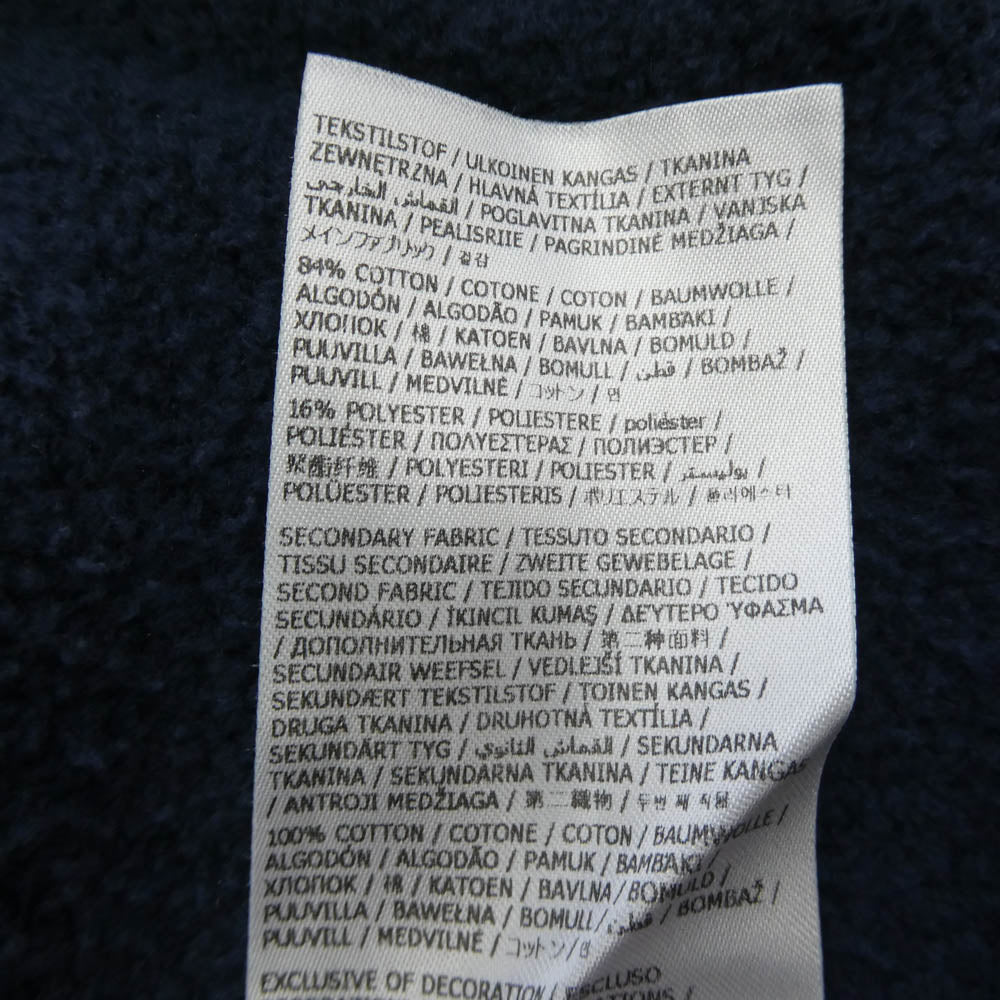 TEKSTILSTOF / ULKOINEN KANGAS / TKANINA
ZEWNĘTRZNA / HLAVNÁ TEXTÍLIA / EXTERNT TYG /
القماش الخارجي / POGLAVITNA TKANINA / VANJSKA
TKANINA / PEALISRIIE / PAGRINDINĖ MEDŽIAGA /
メインファブリック / 겉감
84% COTTON / COTONE / COTON / BAUMWOLLE /
ALGODÓN / ALGODÃO / PAMUK / BAMBAKI /
ХЛОПОК / 棉 / KATOEN / BAVLNA / BOMULD /
PUUVILLA / BAWEŁNA / BOMULL / قطن / BOMBAŽ /
PUUVILL / MEDVILNĖ / コットン / 면
16% POLYESTER / POLIESTERE / poliéster /
POLIÉSTER / ΠΟΛΥΕΣΤΕΡΑΣ / ПОЛИЭСТЕР /
聚酯纤维 / POLYESTERI / POLIESTER / بوليستر /
POLÜESTER / POLIESTERIS / ポリエステル / 폴리에스터
SECONDARY FABRIC / TESSUTO SECONDARIO /
TISSU SECONDAIRE / ZWEITE GEWEBELAGE /
SECOND FABRIC / TEJIDO SECUNDARIO / TECIDO
SECUNDÁRIO / İKINCIL KUMAŞ / ΔΕΥΤΕΡΟ ΎΦΑΣΜΑ
/ ДОПОЛНИТЕЛЬНАЯ ТКАНЬ / 第二种面料 /
SECUNDAIR WEEFSEL / VEDLEJŠÍ TKANINA /
SEKUNDÆRT TEKSTILSTOF / TOINEN KANGAS /
DRUGA TKANINA / DRUHOTNÁ TEXTÍLIA /
SEKUNDÄRT TYG / القماش الثانوي / SEKUNDARNA
TKANINA / SEKUNDARNA TKANINA / TEINE KANGAS
/ ANTROJI MEDŽIAGA / 第二織物 / 두번 째 직물
100% COTTON / COTONE / COTON / BAUMWOLLE /
ALGODÓN / ALGODÃO / PAMUK / BAMBAKI /
ХЛОПОК / 棉 / KATOEN / BAVLNA / BOMULD /
PUUVILLA / BAWEŁNA / BOMULL / قطن / BOMBAŽ /
PUUVILL / MEDVILNĖ / コットン / 면
EXCLUSIVE OF DECORATION / ESCLUSO